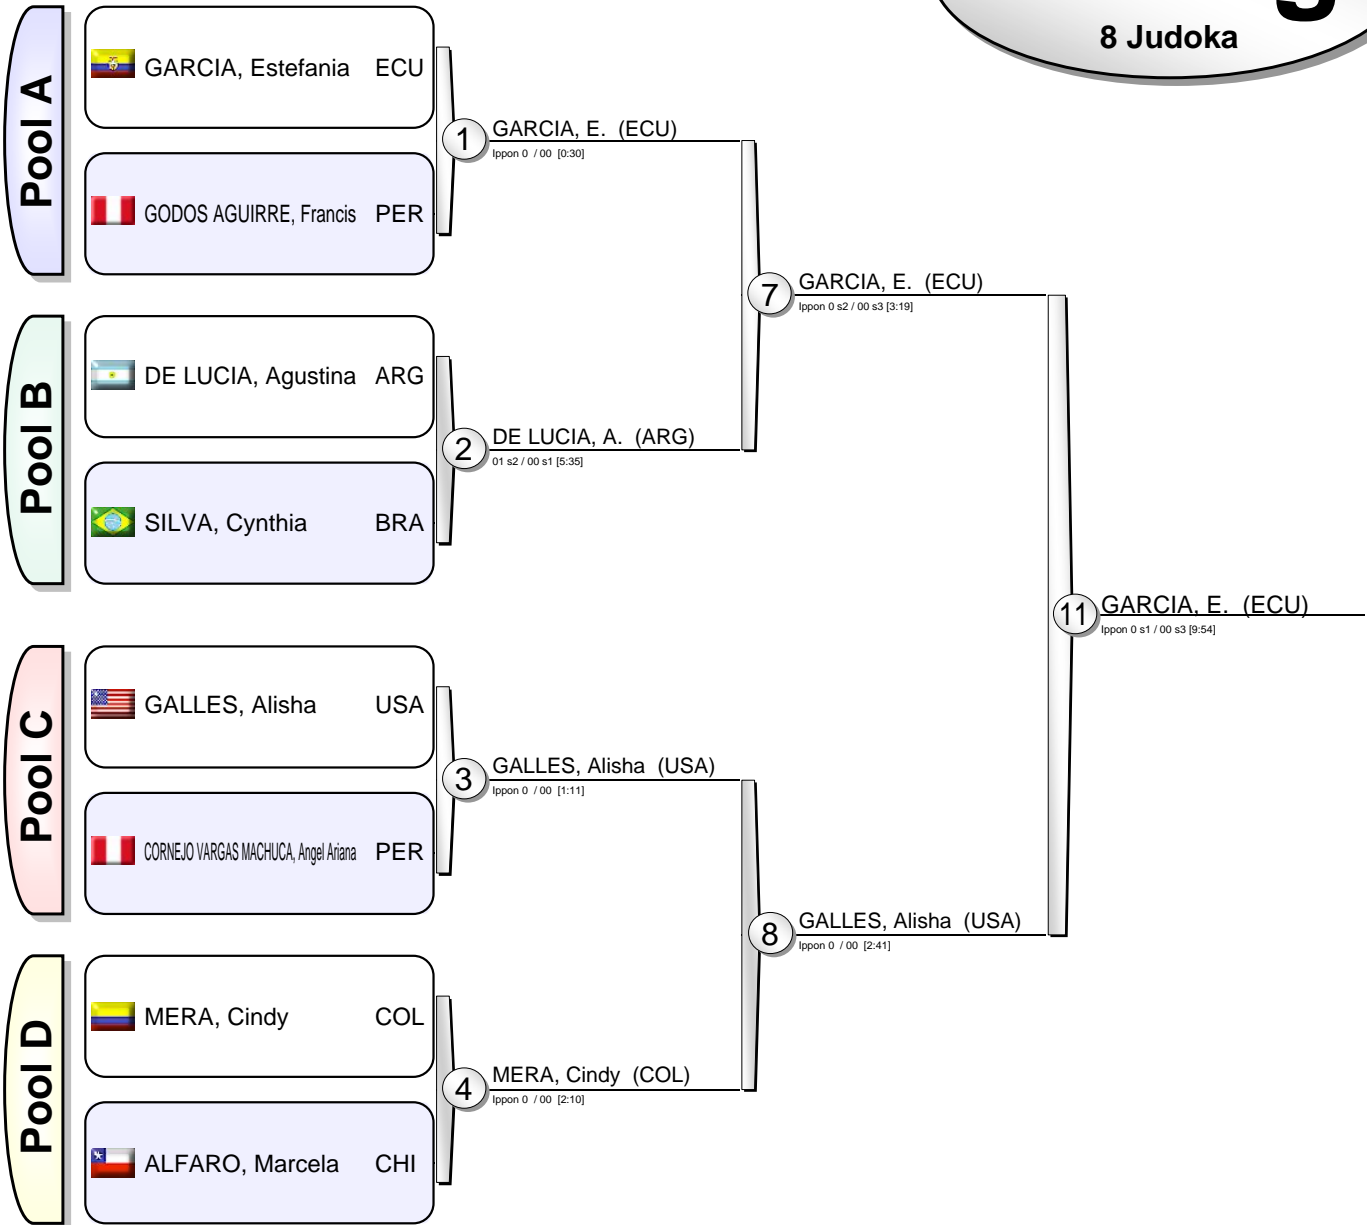 8 Judoka
Pool A
GARCIA, Estefania ECU
GODOS AGUIRRE, Francis PER
1
GARCIA, E. (ECU)
Ippon 0 / 00 [0:30]
Pool B
DE LUCIA, Agustina ARG
SILVA, Cynthia BRA
2
DE LUCIA, A. (ARG)
01 s2 / 00 s1 [5:35]
7
GARCIA, E. (ECU)
Ippon 0 s2 / 00 s3 [3:19]
Pool C
GALLES, Alisha USA
CORNEJO VARGAS MACHUCA, Angel Ariana PER
3
GALLES, Alisha (USA)
Ippon 0 / 00 [1:11]
Pool D
MERA, Cindy COL
ALFARO, Marcela CHI
4
MERA, Cindy (COL)
Ippon 0 / 00 [2:10]
8
GALLES, Alisha (USA)
Ippon 0 / 00 [2:41]
11
GARCIA, E. (ECU)
Ippon 0 s1 / 00 s3 [9:54]